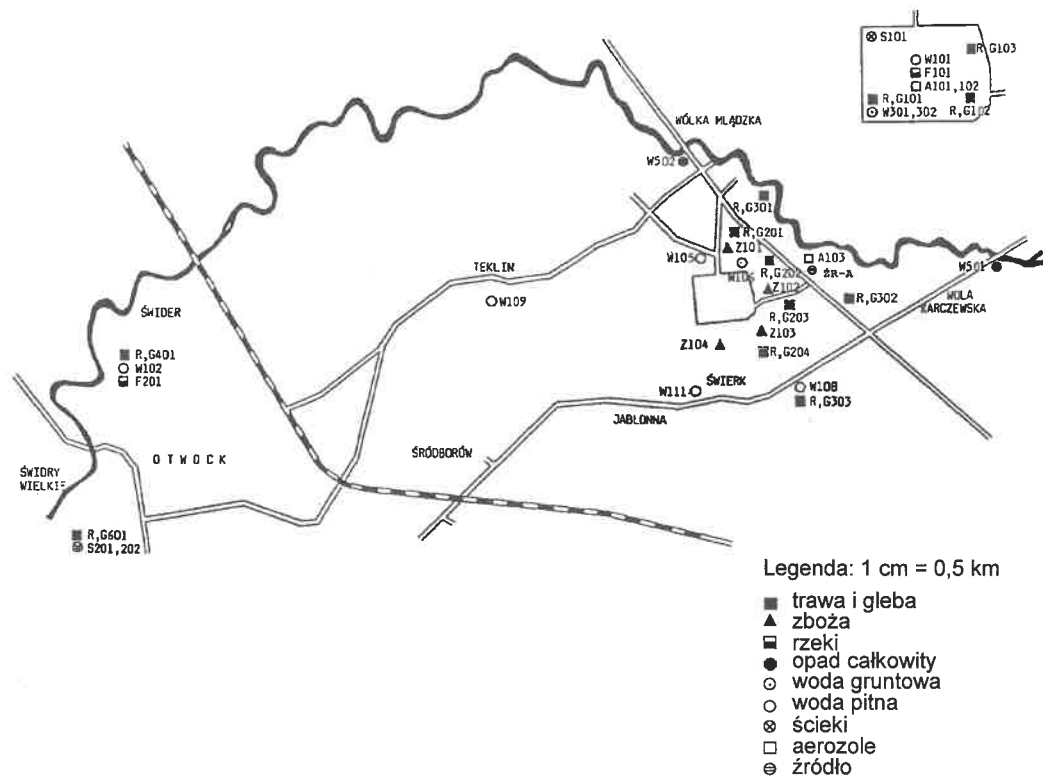 S101
R,G103
W101
F101
A101,102
R,G101
R,G102
W301,302
WÓLKA MLĄDZKA
W502
R,G301
R,G201
Z101
W105
W106
A103
R,G202
ŹR-A
Z102
W501
TEKLIN
W109
R,G302
WOLA
KARCZEWSKA
R,G203
ŚWIDER
Z103
Z104
R,G204
R,G401
W102
F201
ŚWIERK
W108
W111
R,G303
JABŁONNA
ŚRÓDBORÓW
OTWOCK
ŚWIDRY
WIELKIE
R,G601
S201,202
Legenda: 1 cm = 0,5 km
trawa i gleba
zboża
rzeki
opad całkowity
woda gruntowa
woda pitna
ścieki
aerozole
źródło